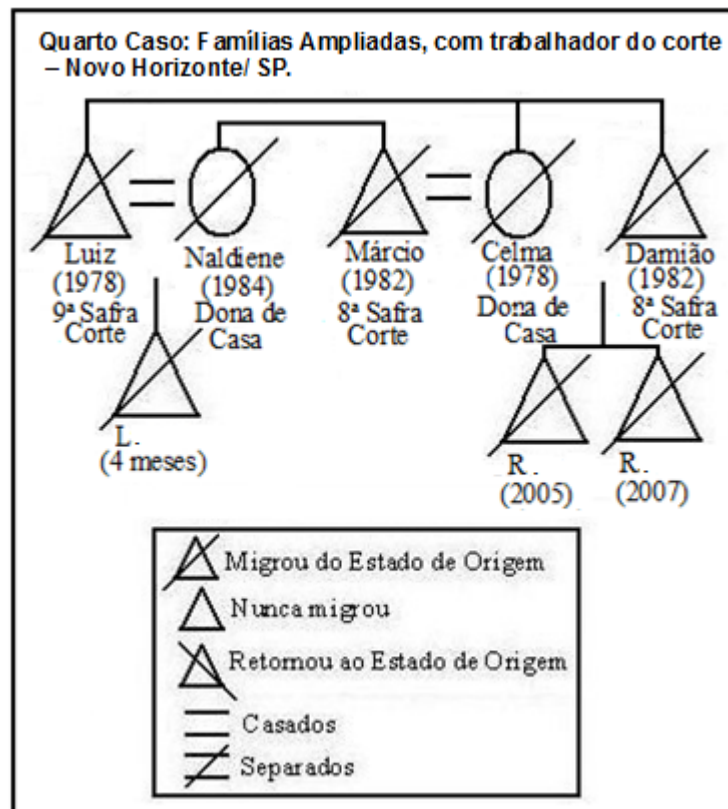 Quarto Caso: Famílias Ampliadas, com trabalhador do corte
– Novo Horizonte/ SP.
Luiz
(1978)
9ª Safra
Corte
Naldiene
(1984)
Dona de
Casa
Márcio
(1982)
8ª Safra
Corte
Celma
(1978)
Dona de
Casa
Damião
(1982)
8ª Safra
Corte
L.
(4 meses)
R.
(2005)
R.
(2007)
Migrou do Estado de Origem
Nunca migrou
Retornou ao Estado de Origem
Casados
Separados